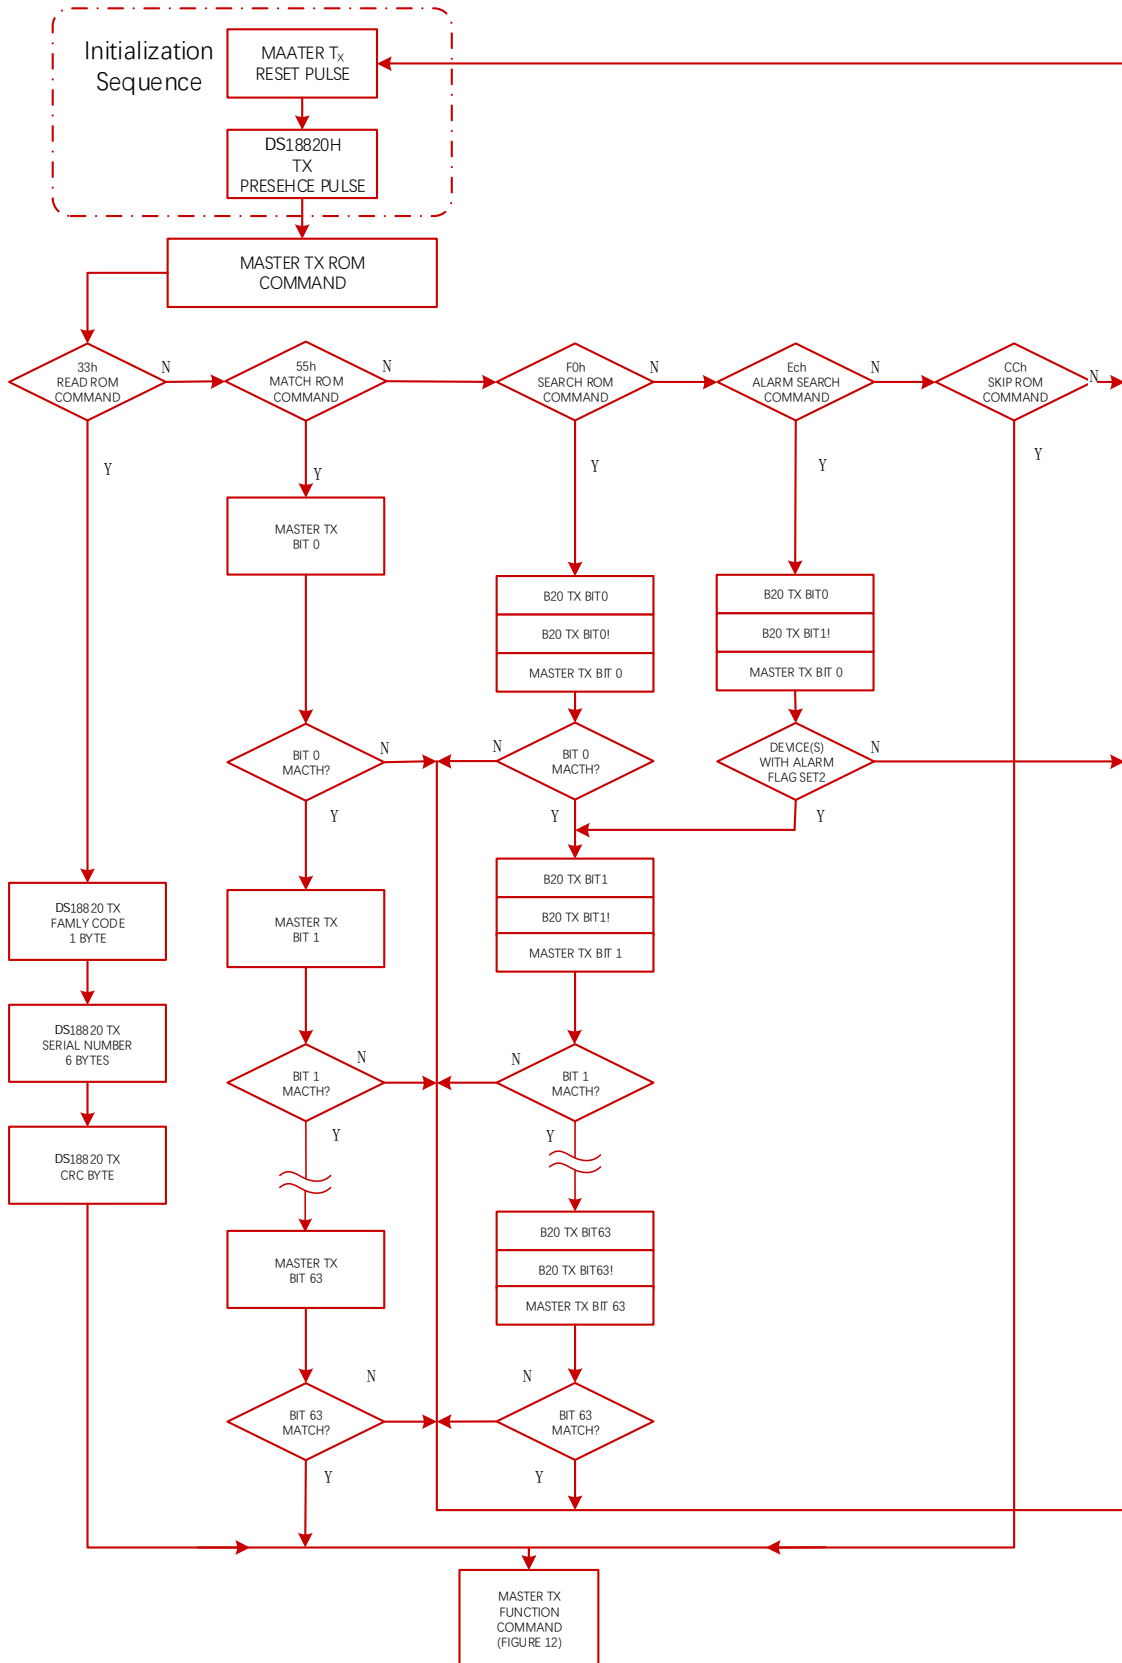 Initialization
Sequence
MAATER TX
RESET PULSE
DS18820H
TX
PRESEHCE PULSE
MASTER TX ROM
COMMAND
33h
READ ROM
COMMAND
N
55h
MATCH ROM
COMMAND
N
F0h
SEARCH ROM
COMMAND
N
Ech
ALARM SEARCH
COMMAND
N
CCh
SKIP ROM
COMMAND
N
Y
Y
Y
Y
Y
MASTER TX
BIT 0
B20 TX BIT0
B20 TX BIT0!
MASTER TX BIT 0
B20 TX BIT0
B20 TX BIT1!
MASTER TX BIT 0
BIT 0
MACTH?
N
N
BIT 0
MACTH?
DEVICE(S)
WITH ALARM
FLAG SET2
N
Y
Y
Y
DS18820 TX
FAMLY CODE
1 BYTE
MASTER TX
BIT 1
B20 TX BIT1
B20 TX BIT1!
MASTER TX BIT 1
DS18820 TX
SERIAL NUMBER
6 BYTES
BIT 1
MACTH?
N
N
BIT 1
MACTH?
Y
Y
DS18820 TX
CRC BYTE
MASTER TX
BIT 63
B20 TX BIT63
B20 TX BIT63!
MASTER TX BIT 63
BIT 63
MATCH?
N
N
BIT 63
MATCH?
Y
Y
MASTER TX
FUNCTION
COMMAND
(FIGURE 12)